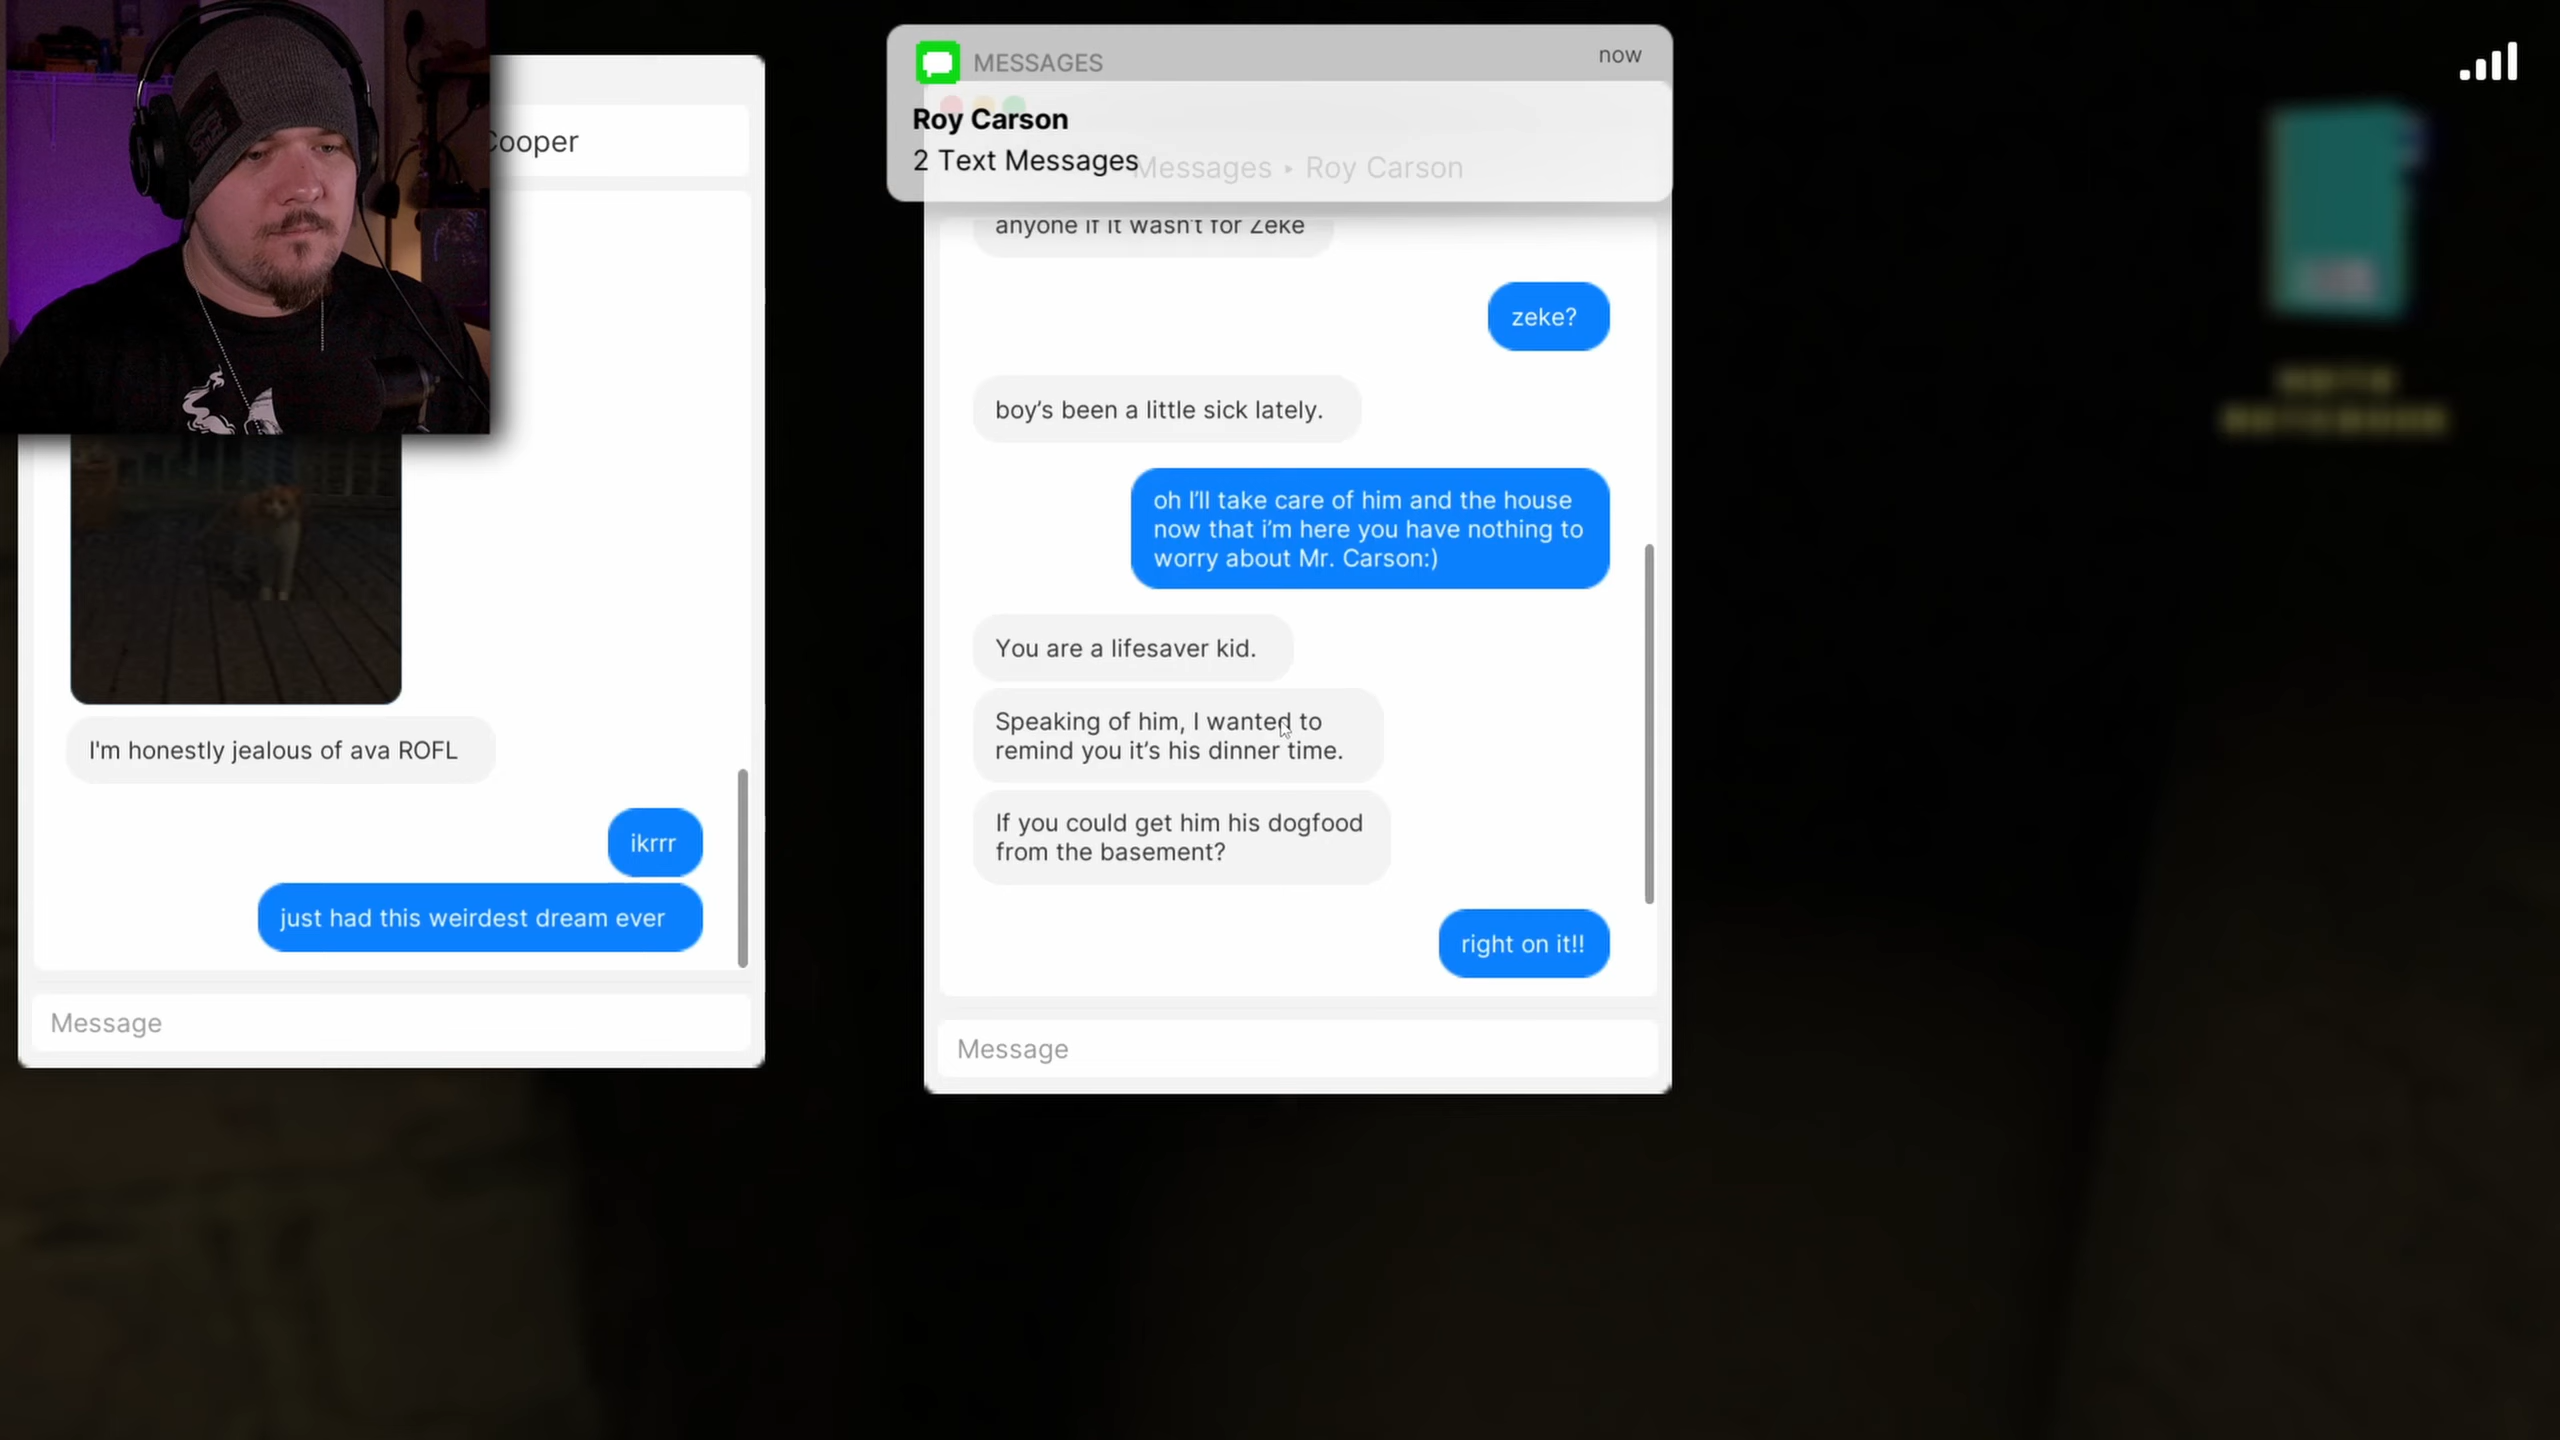 Cooper
I'm honestly jealous of ava ROFL
ikrrr
just had this weirdest dream ever
Message
MESSAGES
now
Roy Carson
2 Text Messages
Messages • Roy Carson
anyone if it wasn't for Zeke
zeke?
boy’s been a little sick lately.
oh I’ll take care of him and the house
now that i’m here you have nothing to
worry about Mr. Carson:)
You are a lifesaver kid.
Speaking of him, I wanted to
remind you it’s his dinner time.
If you could get him his dogfood
from the basement?
right on it!!
Message